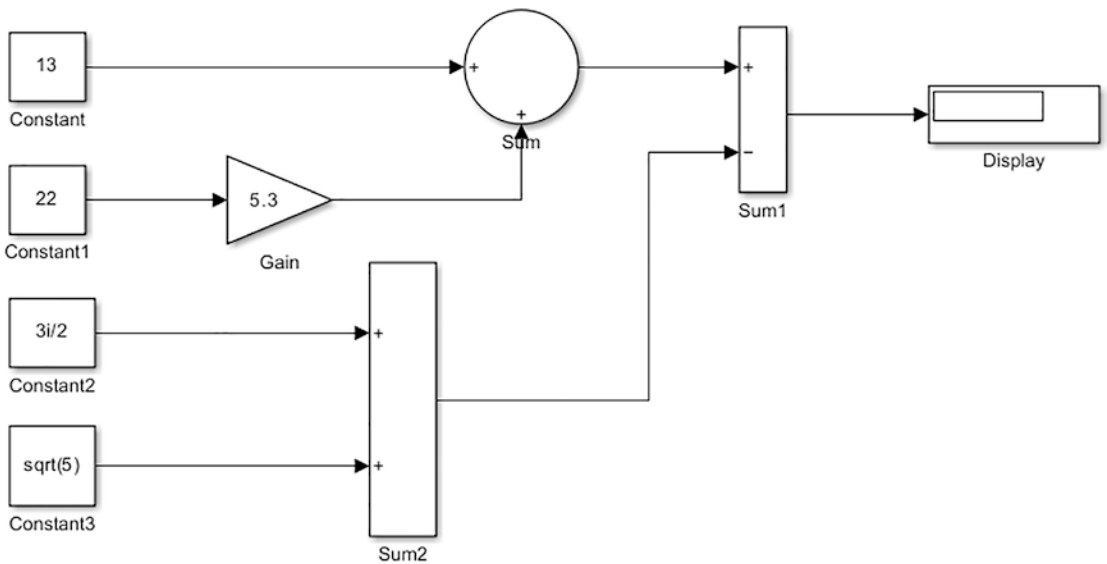 13
+
+
Constant
Sum
22
5.3
Constant1
Gain
3i/2
+
Constant2
sqrt(5)
+
Constant3
Sum2
+
−
Sum1
Display